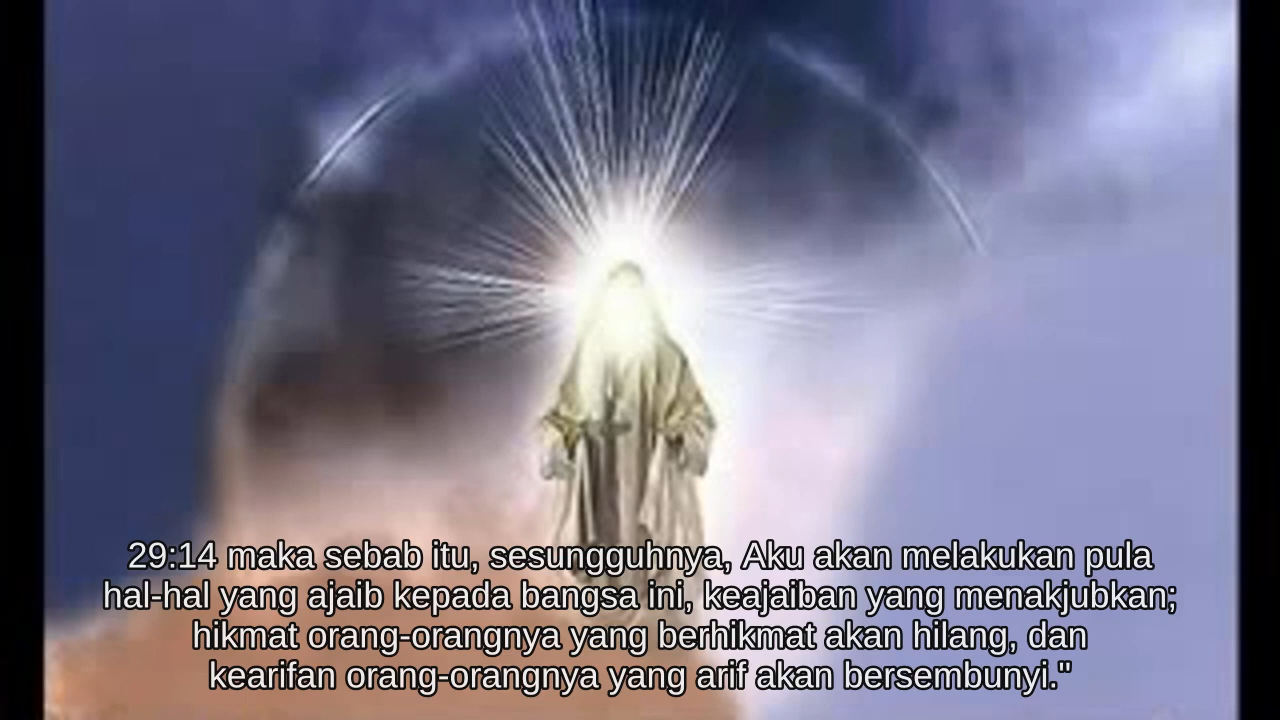 29:14 maka sebab itu, sesungguhnya, Aku akan melakukan pula
hal-hal yang ajaib kepada bangsa ini, keajaiban yang menakjubkan;
hikmat orang-orangnya yang berhikmat akan hilang, dan
kearifan orang-orangnya yang arif akan bersembunyi."